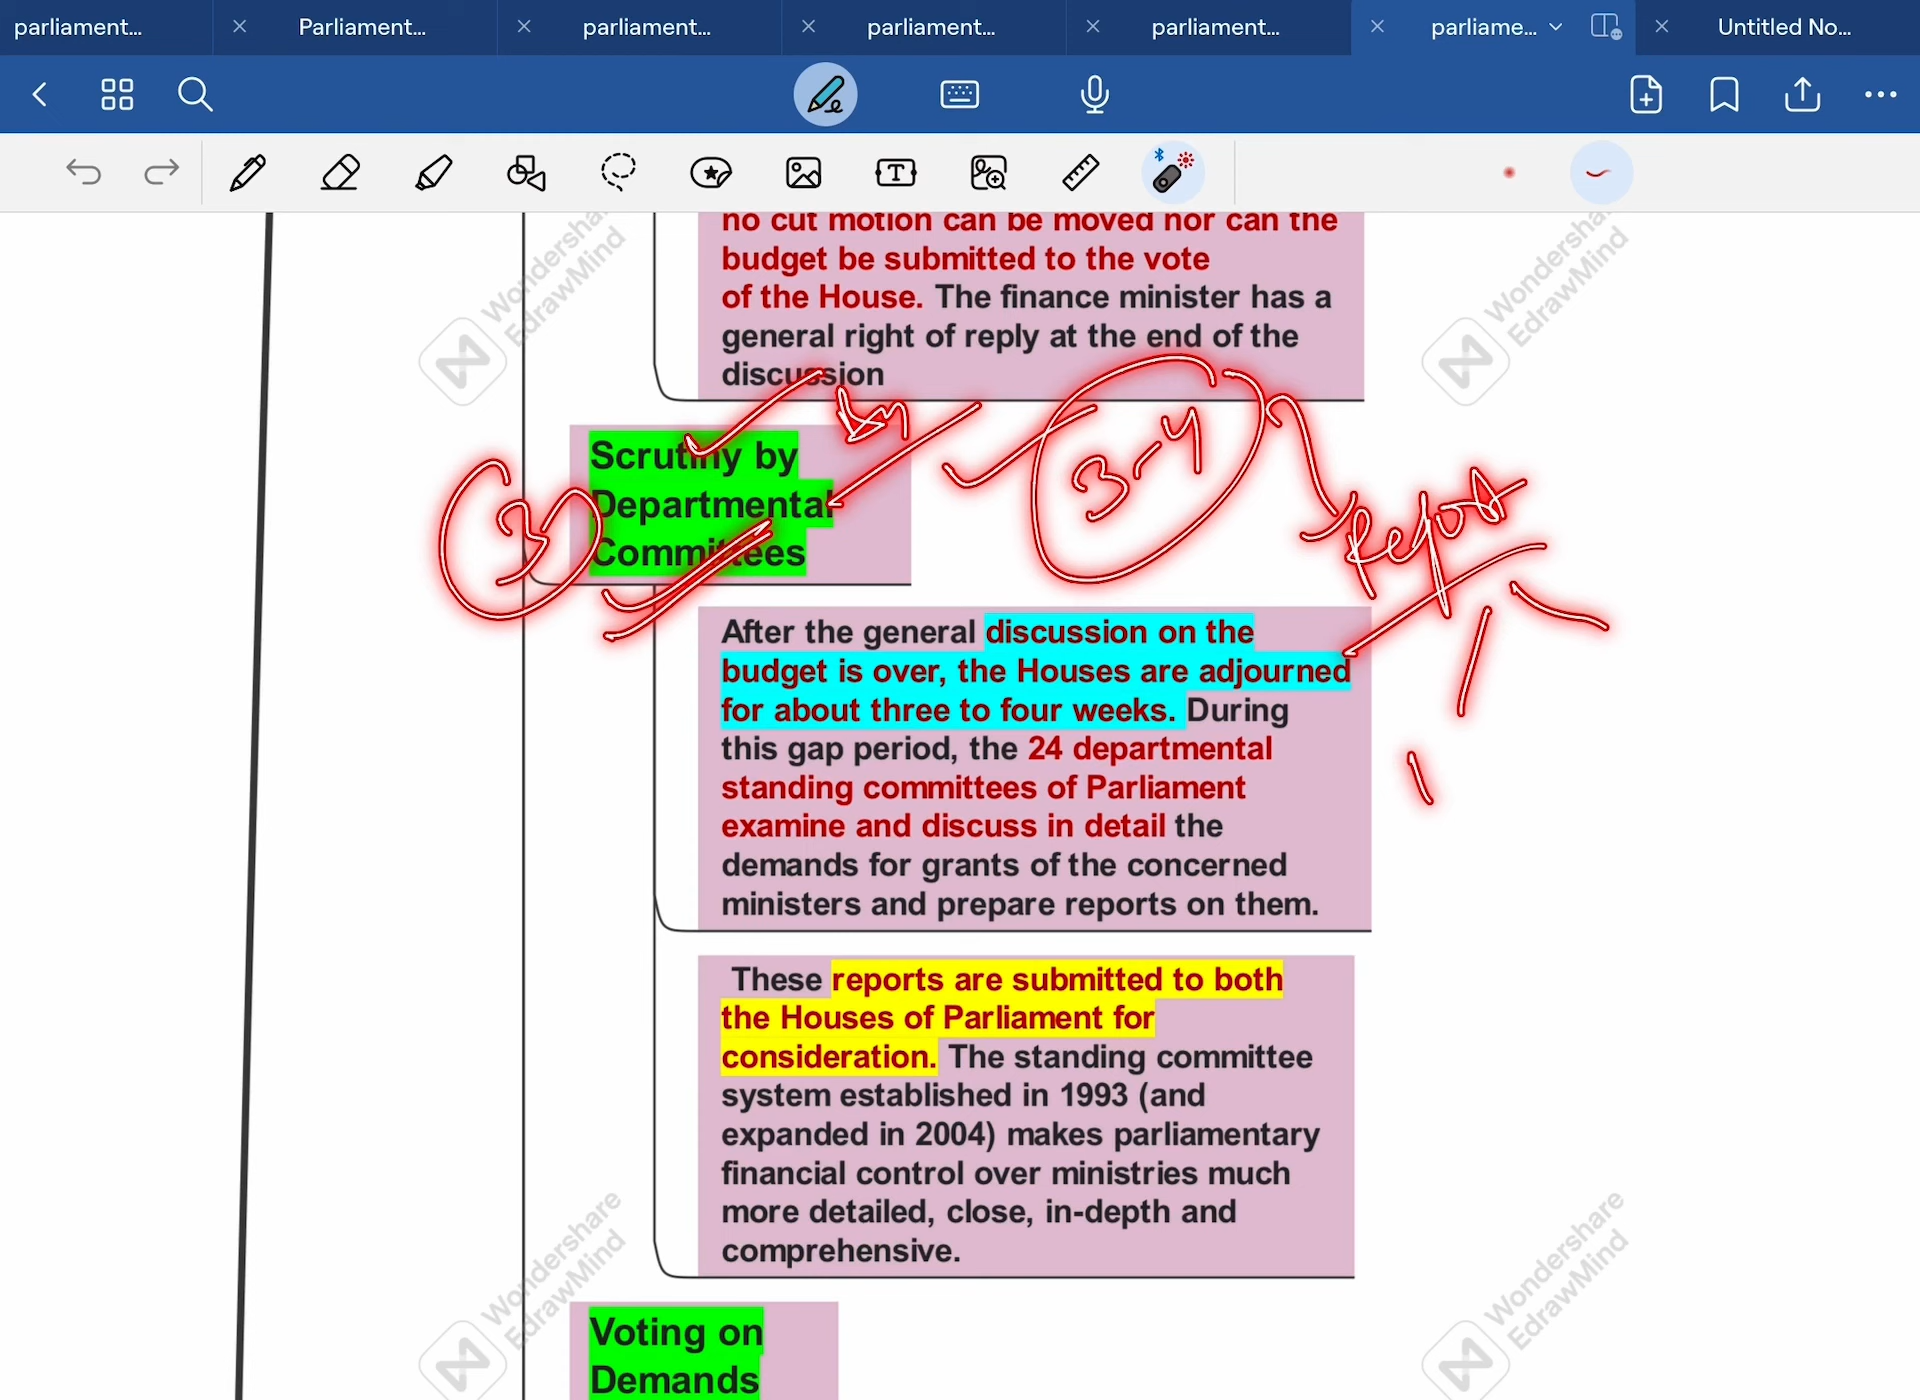 parliament...
Parliament...
parliament...
parliament...
parliament...
parliame...
Untitled No...
no cut motion can be moved nor can the
budget be submitted to the vote
of the House. The finance minister has a
general right of reply at the end of the
discussion
Wondershare
EdrawMind
Wondershare
EdrawMind
by
3-4
Report
3
Scrutiny by
Departmental
Committees
After the general discussion on the
budget is over, the Houses are adjourned
for about three to four weeks. During
this gap period, the 24 departmental
standing committees of Parliament
examine and discuss in detail the
demands for grants of the concerned
ministers and prepare reports on them.
These reports are submitted to both
the Houses of Parliament for
consideration. The standing committee
system established in 1993 (and
expanded in 2004) makes parliamentary
financial control over ministries much
more detailed, close, in-depth and
comprehensive.
Wondershare
EdrawMind
Wondershare
EdrawMind
Voting on
Demands